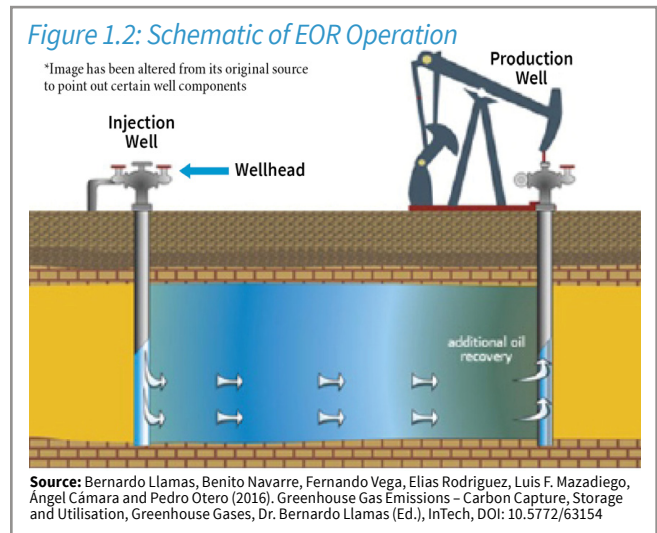 Figure 1.2: Schematic of EOR Operation
*Image has been altered from its original source
to point out certain well components
Production
Well
Injection
Well
Wellhead
additional oil
recovery
Source: Bernardo Llamas, Benito Navarre, Fernando Vega, Elias Rodriguez, Luis F. Mazadiego,
Ángel Cámara and Pedro Otero (2016). Greenhouse Gas Emissions – Carbon Capture, Storage
and Utilisation, Greenhouse Gases, Dr. Bernardo Llamas (Ed.), InTech, DOI: 10.5772/63154